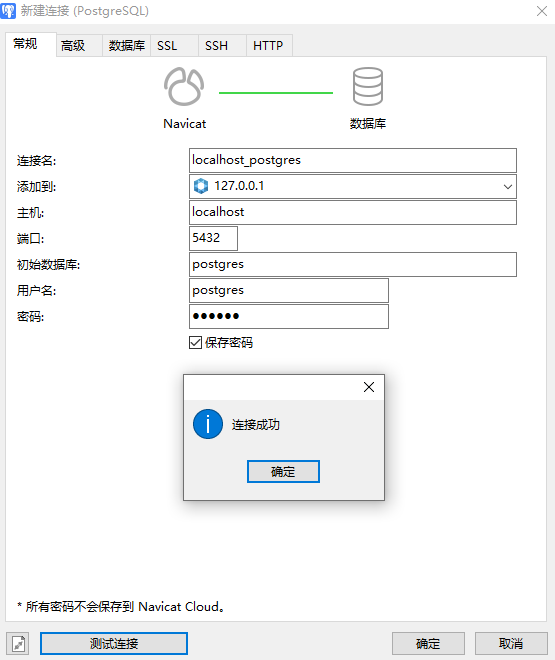 新建连接 (PostgreSQL)
常规 高级 数据库 SSL SSH HTTP
Navicat 数据库
连接名: localhost_postgres
添加到: 127.0.0.1
主机: localhost
端口: 5432
初始数据库: postgres
用户名: postgres
密码: ●●●●●●
保存密码
连接成功
确定
* 所有密码不会保存到 Navicat Cloud。
测试连接 确定 取消